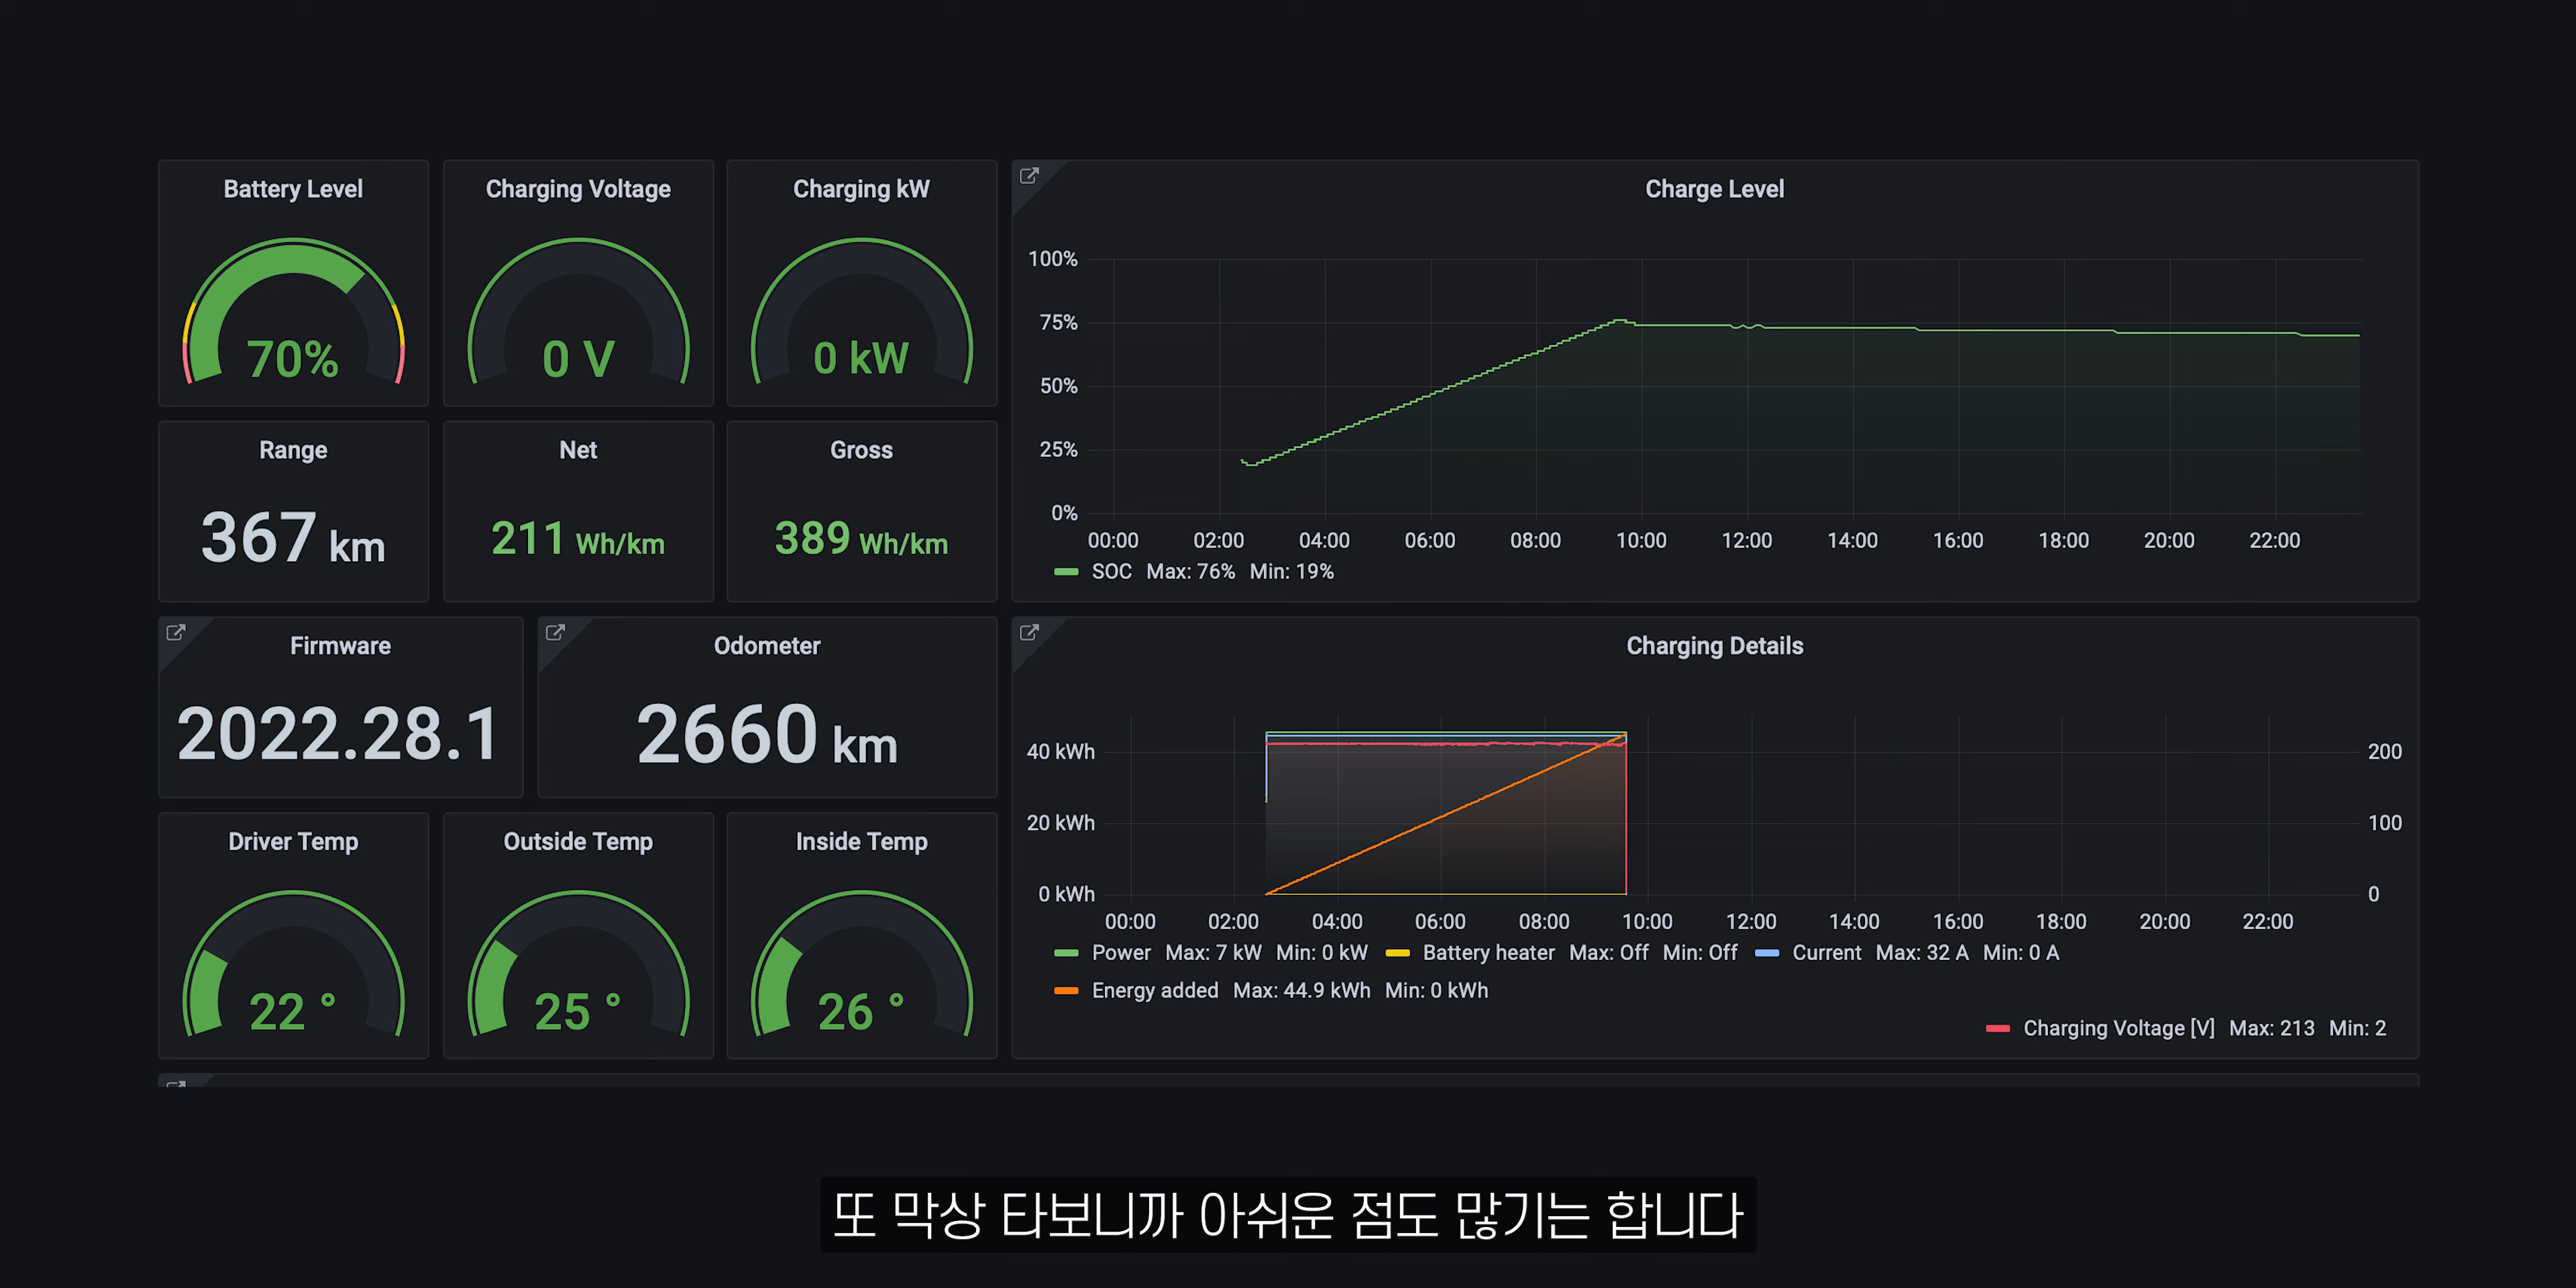 Battery Level
70%
Charging Voltage
0 V
Charging kW
0 kW
Range
367 km
Net
211 Wh/km
Gross
389 Wh/km
Firmware
2022.28.1
Odometer
2660 km
Driver Temp
22 °
Outside Temp
25 °
Inside Temp
26 °
Charge Level
100%
75%
50%
25%
0%
00:00 02:00 04:00 06:00 08:00 10:00 12:00 14:00 16:00 18:00 20:00 22:00
SOC Max: 76% Min: 19%
Charging Details
40 kWh 200
20 kWh 100
0 kWh 0
00:00 02:00 04:00 06:00 08:00 10:00 12:00 14:00 16:00 18:00 20:00 22:00
Power Max: 7 kW Min: 0 kW Battery heater Max: Off Min: Off Current Max: 32 A Min: 0 A
Energy added Max: 44.9 kWh Min: 0 kWh
Charging Voltage [V] Max: 213 Min: 2
또 막상 타보니까 아쉬운 점도 많기는 합니다